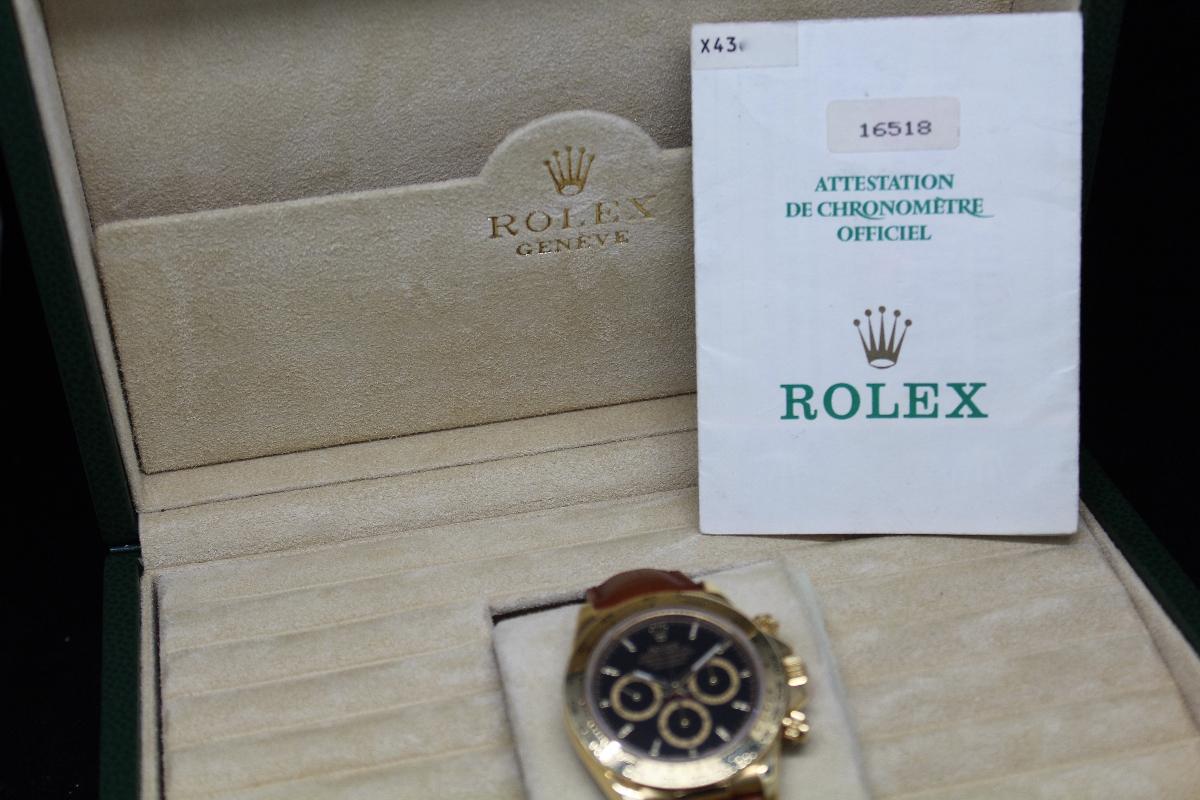 X43
16518
ATTESTATION
DE CHRONOMÈTRE
OFFICIEL
ROLEX
ROLEX
GENÈVE